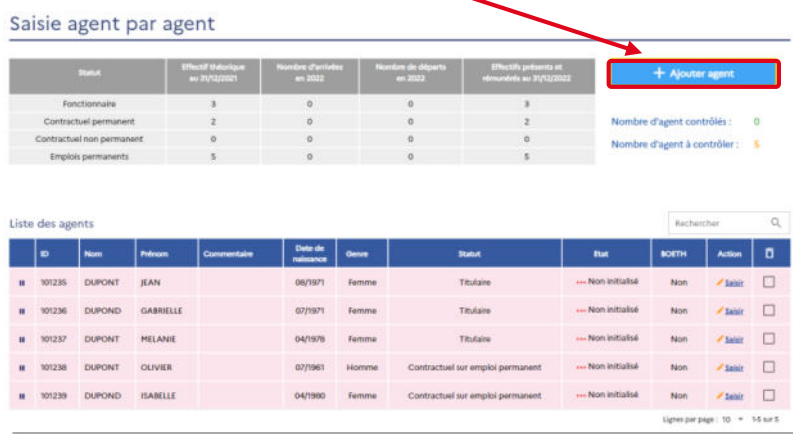 Saisie agent par agent
Statut Effectif théorique au 31/12/2021 Nombre d'arrivées en 2022 Nombre de départs en 2022 Effectifs présents et rémunérés au 31/12/2022
Fonctionnaire 3 0 0 3
Contractuel permanent 2 0 0 2
Contractuel non permanent 0 0 0 0
Emplois permanents 5 0 0 5
+ Ajouter agent
Nombre d'agent contrôlés : 0
Nombre d'agent à contrôler : 5
Liste des agents
Rechercher
ID Nom Prénom Commentaire Date de naissance Genre Statut Etat BOETH Action
101235 DUPONT JEAN 08/1971 Femme Titulaire Non initialisé Non Saisir
101236 DUPOND GABRIELLE 07/1971 Femme Titulaire Non initialisé Non Saisir
101237 DUPONT MELANIE 04/1978 Femme Titulaire Non initialisé Non Saisir
101238 DUPONT OLIVIER 07/1961 Homme Contractuel sur emploi permanent Non initialisé Non Saisir
101239 DUPOND ISABELLE 04/1980 Femme Contractuel sur emploi permanent Non initialisé Non Saisir
Lignes par page : 10 1-5 sur 5